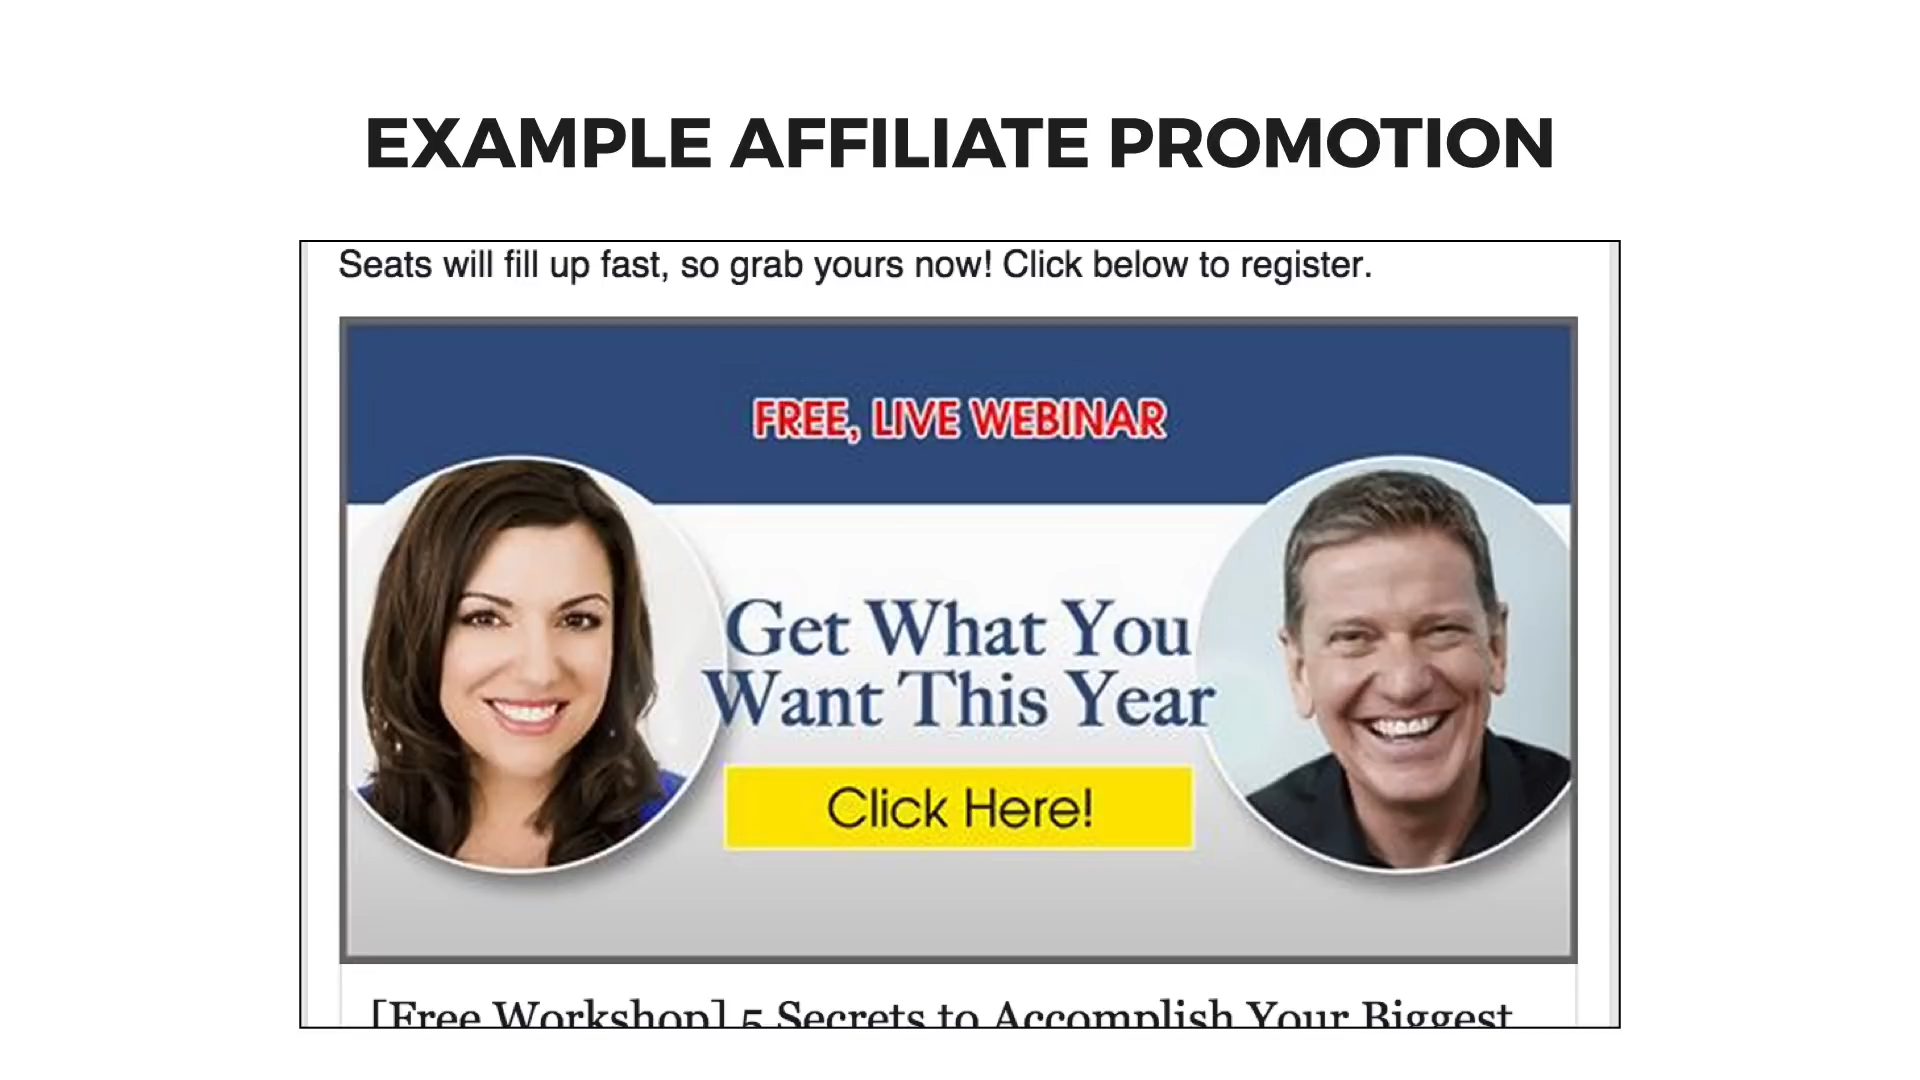 EXAMPLE AFFILIATE PROMOTION
Seats will fill up fast, so grab yours now! Click below to register.
FREE, LIVE WEBINAR
Get What You
Want This Year
Click Here!
[Free Workshop] 5 Secrets to Accomplish Your Biggest